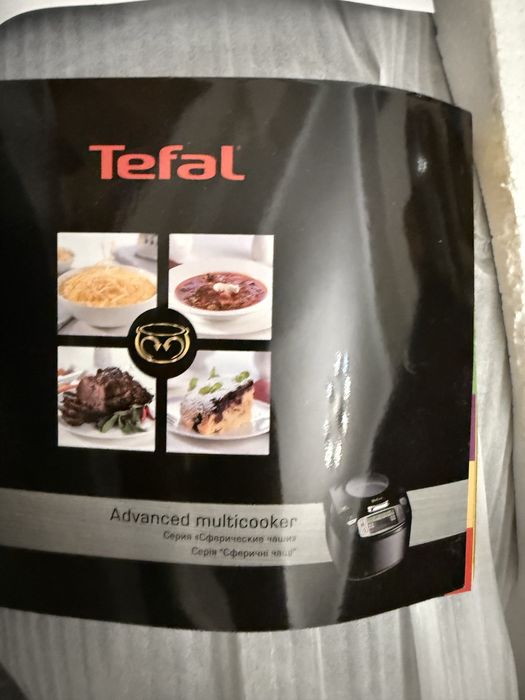 Tefal
Advanced multicooker
Серия «Сферические чаши»
Серія "Сферичні чаші"